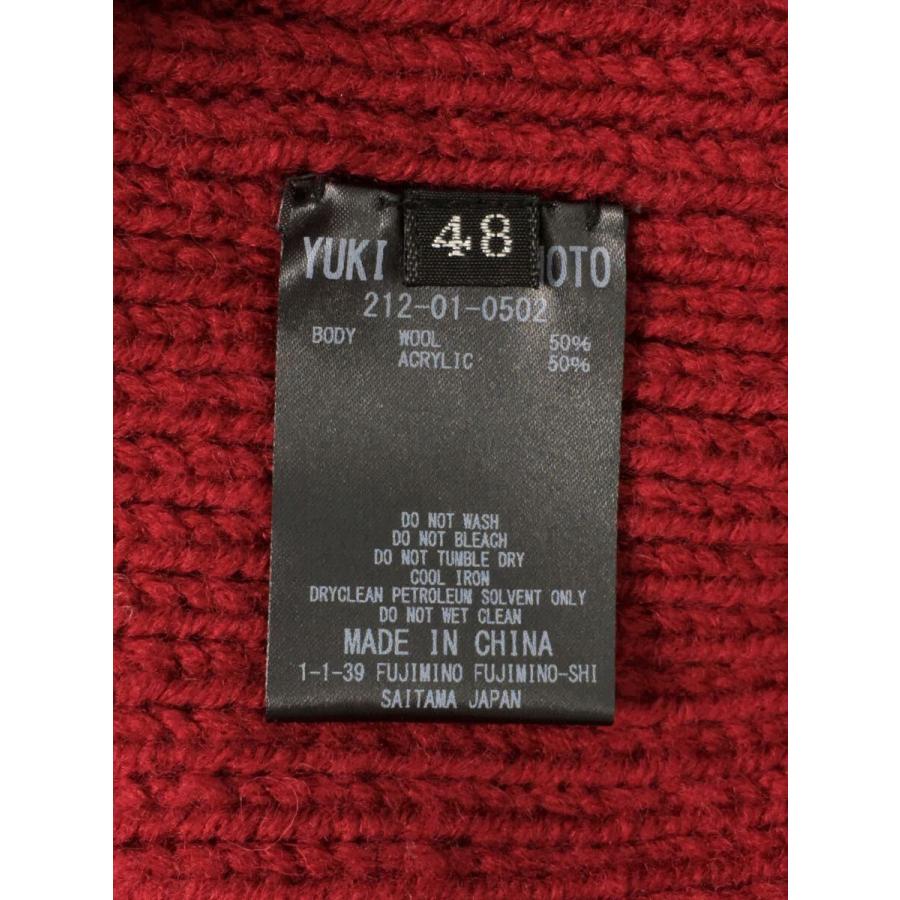 48
YUKI OTO
212-01-0502
BODY WOOL 50%
ACRYLIC 50%
DO NOT WASH
DO NOT BLEACH
DO NOT TUMBLE DRY
COOL IRON
DRYCLEAN PETROLEUM SOLVENT ONLY
DO NOT WET CLEAN
MADE IN CHINA
1-1-39 FUJIMINO FUJIMINO-SHI
SAITAMA JAPAN